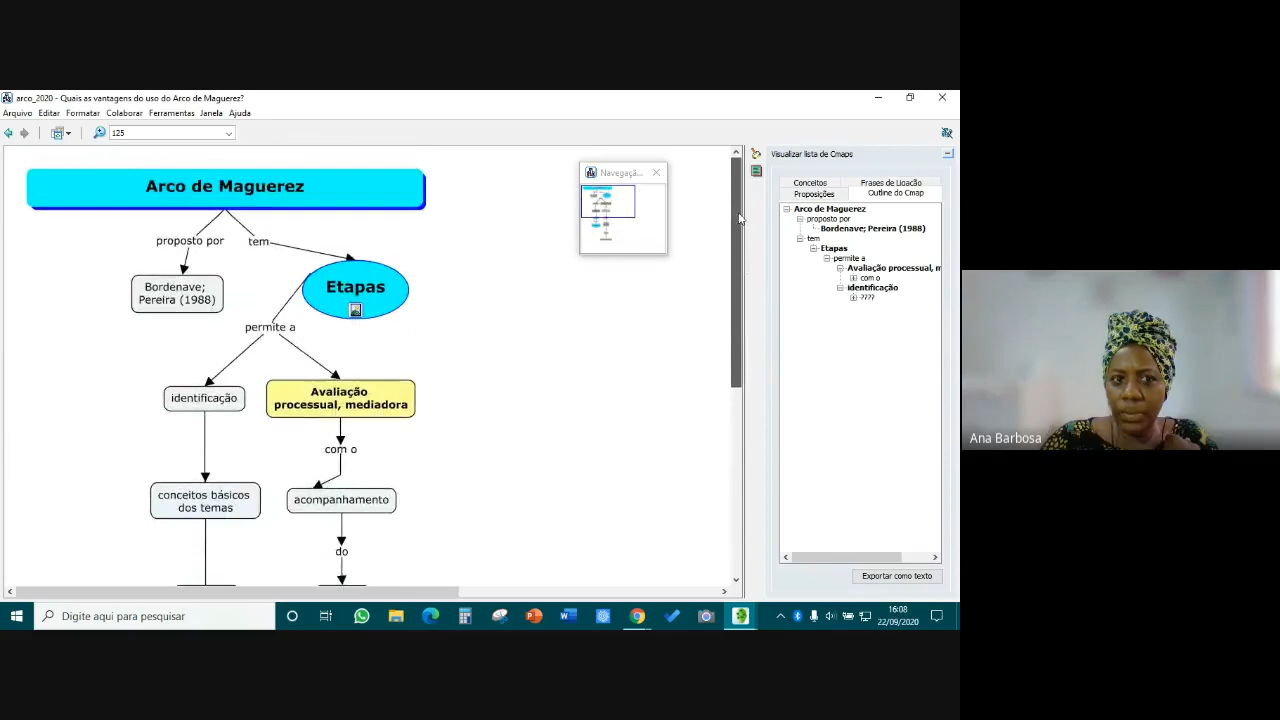 arco_2020 - Quais as vantagens do uso do Arco de Maguerez?
Arquivo Editar Formatar Colaborar Ferramentas Janela Ajuda
125
Arco de Maguerez
proposto por
tem
Bordenave;
Pereira (1988)
Etapas
permite a
identificação
Avaliação
processual, mediadora
com o
conceitos básicos
dos temas
acompanhamento
do
Navegaçã...
Visualizar lista de Cmaps
Conceitos
Frases de Ligação
Proposições
Outline do Cmap
Arco de Maguerez
proposto por
Bordenave; Pereira (1988)
tem
Etapas
permite a
Avaliação processual, m
com o
identificação
????
Exportar como texto
Digite aqui para pesquisar
16:08
22/09/2020
Ana Barbosa